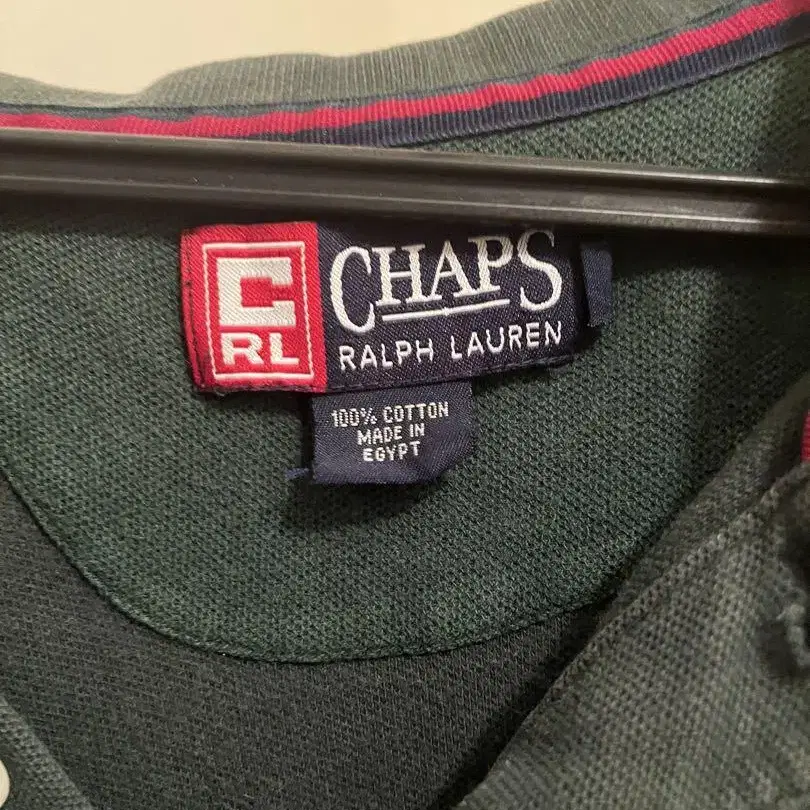 C
RL
CHAPS
RALPH LAUREN
100% COTTON
MADE IN
EGYPT